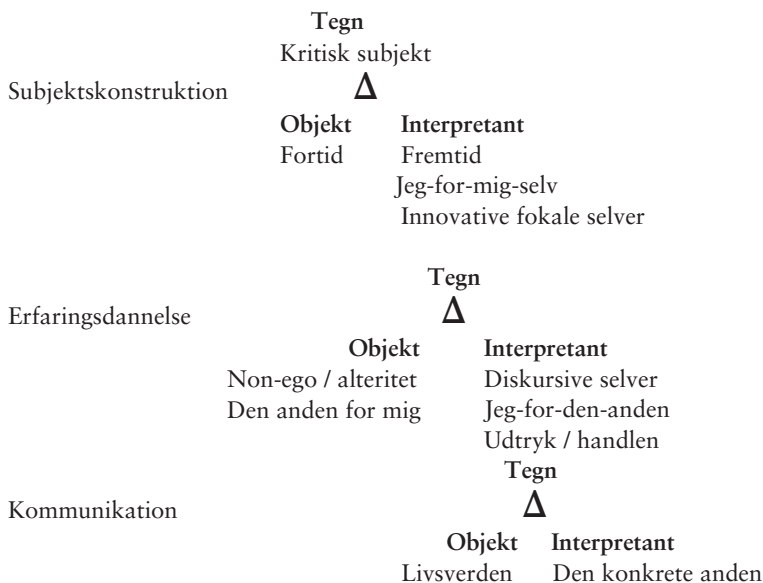 Tegn
Kritisk subjekt
Subjektskonstruktion Δ
Objekt Interpretant
Fortid Fremtid
Jeg-for-mig-selv
Innovative fokale selver
Tegn
Erfaringsdannelse Δ
Objekt Interpretant
Non-ego / alteritet Diskursive selver
Den anden for mig Jeg-for-den-anden
Udtryk / handlen
Tegn
Kommunikation Δ
Objekt Interpretant
Livsverden Den konkrete anden